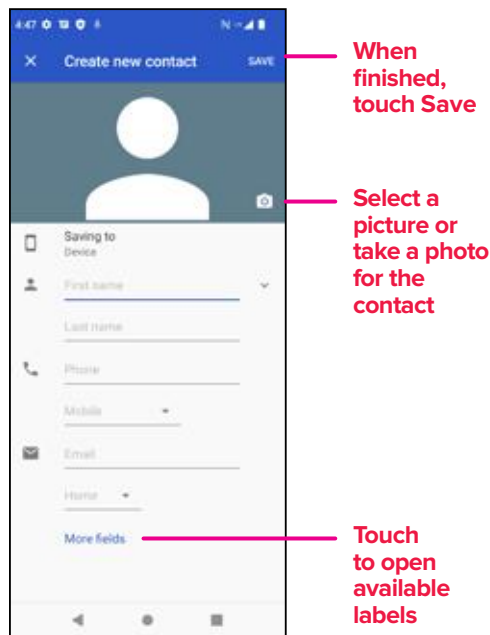 4:47
Create new contact SAVE
When
finished,
touch Save
Select a
picture or
take a photo
for the
contact
Saving to
Device
First name
Last name
Phone
Mobile
Email
Home
More fields
Touch
to open
available
labels